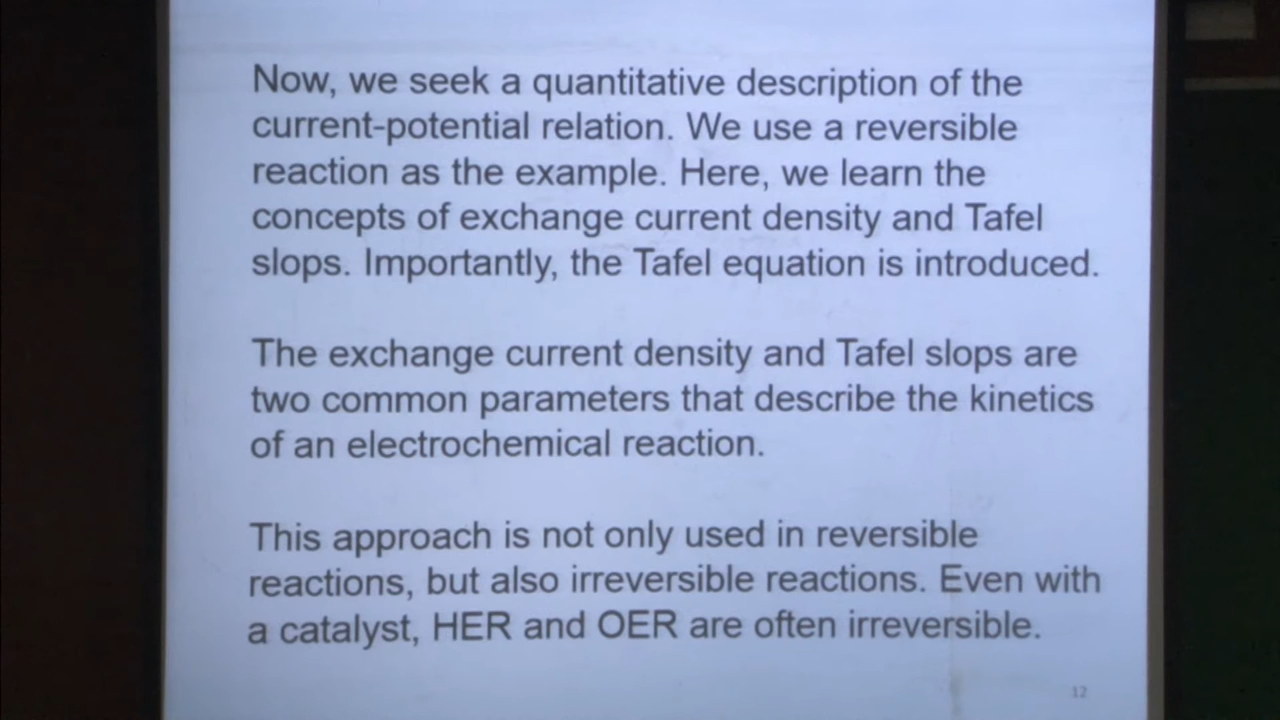 Now, we seek a quantitative description of the
current-potential relation. We use a reversible
reaction as the example. Here, we learn the
concepts of exchange current density and Tafel
slops. Importantly, the Tafel equation is introduced.
The exchange current density and Tafel slops are
two common parameters that describe the kinetics
of an electrochemical reaction.
This approach is not only used in reversible
reactions, but also irreversible reactions. Even with
a catalyst, HER and OER are often irreversible.
12